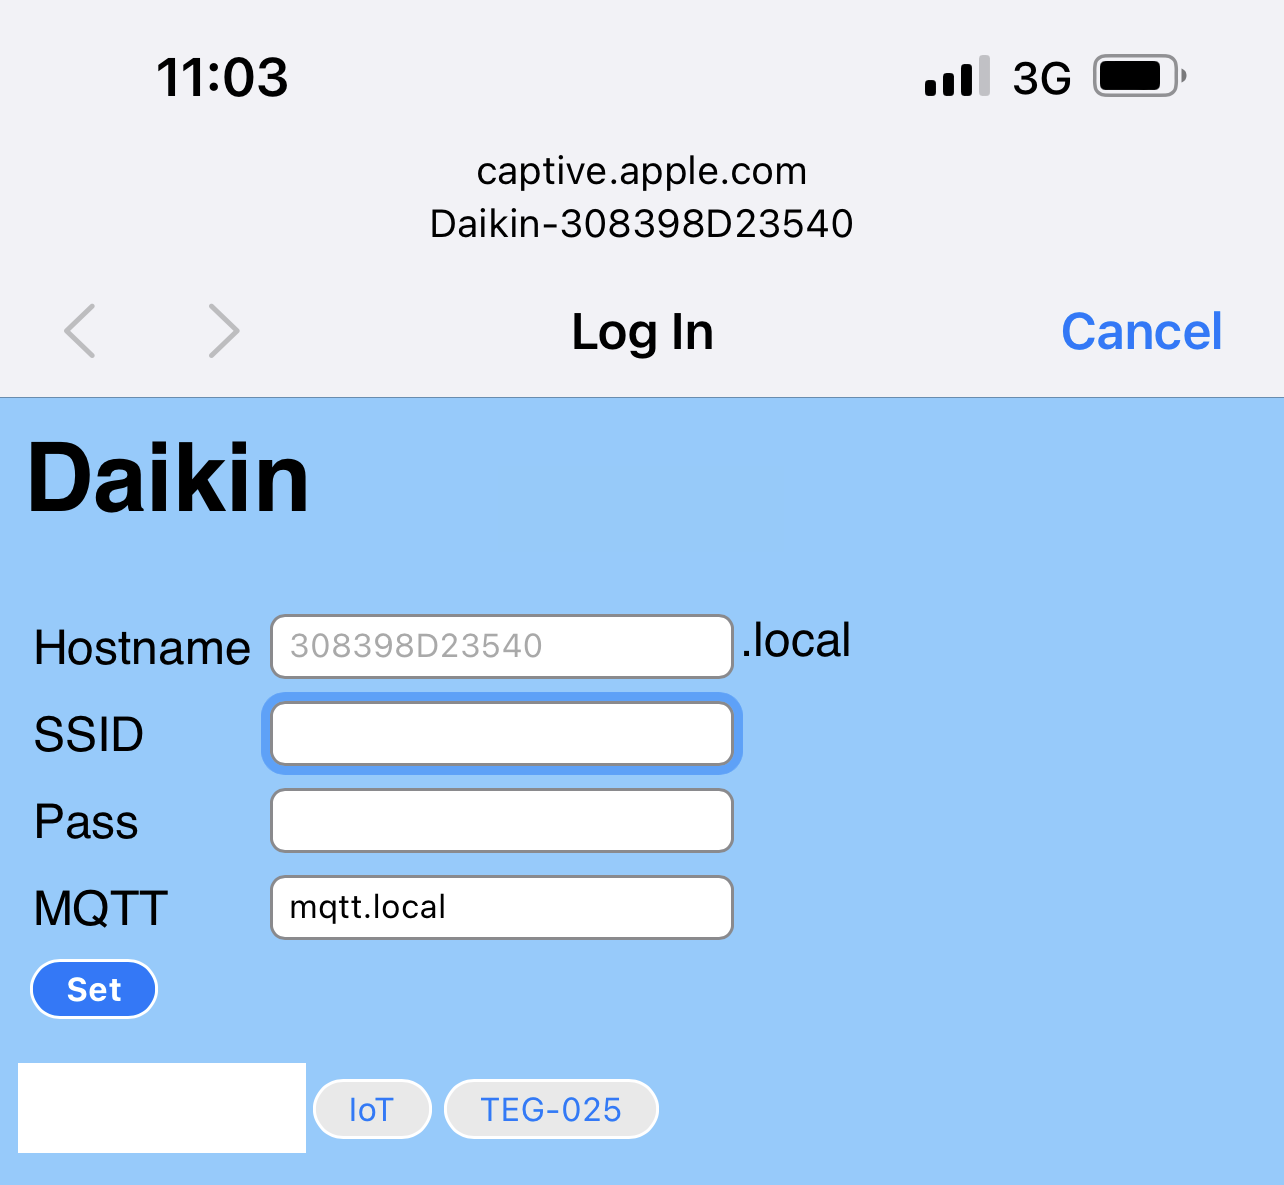 11:03 3G
captive.apple.com
Daikin-308398D23540
Log In Cancel
Daikin
Hostname 308398D23540 .local
SSID
Pass
MQTT mqtt.local
Set
IoT TEG-025